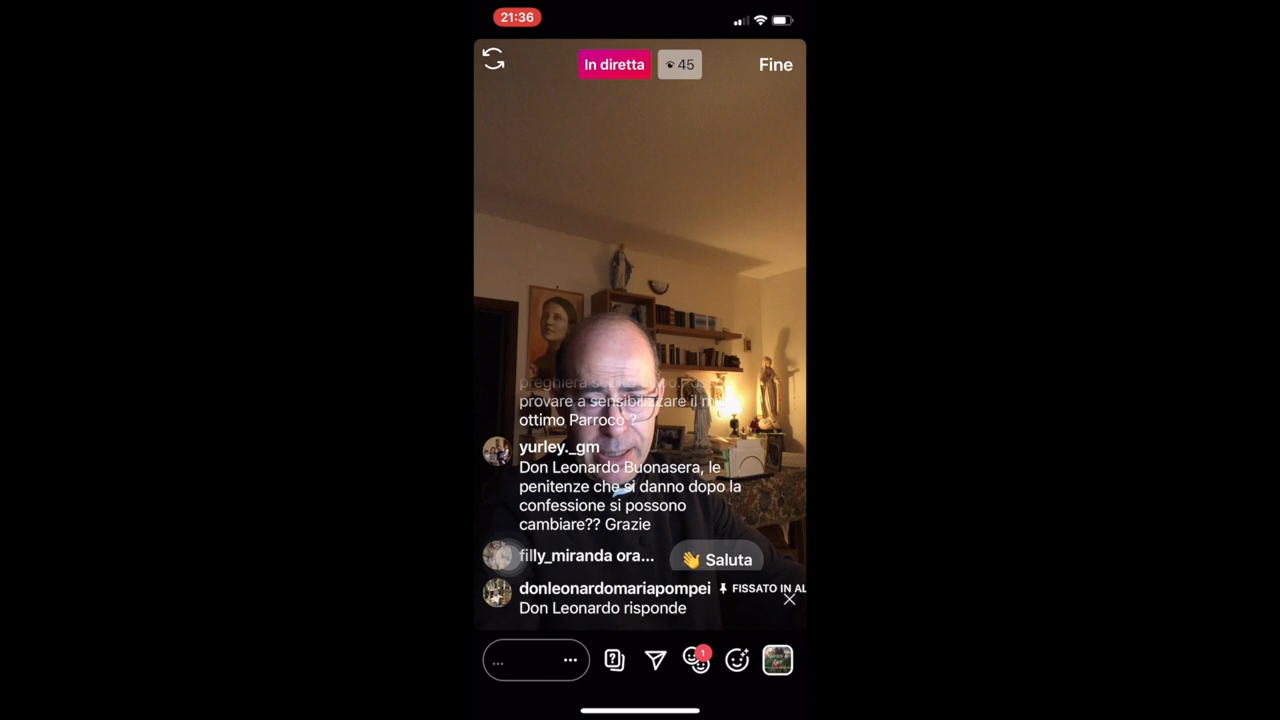 21:36
In diretta
45
Fine
preghiera
provare a sensibilizzare il
ottimo Parroco ?
yurley._gm
Don Leonardo Buonasera, le
penitenze che si danno dopo la
confessione si possono
cambiare?? Grazie
filly_miranda ora...
👋 Saluta
donleonardomariapompei FISSATO IN AL
Don Leonardo risponde
...
1